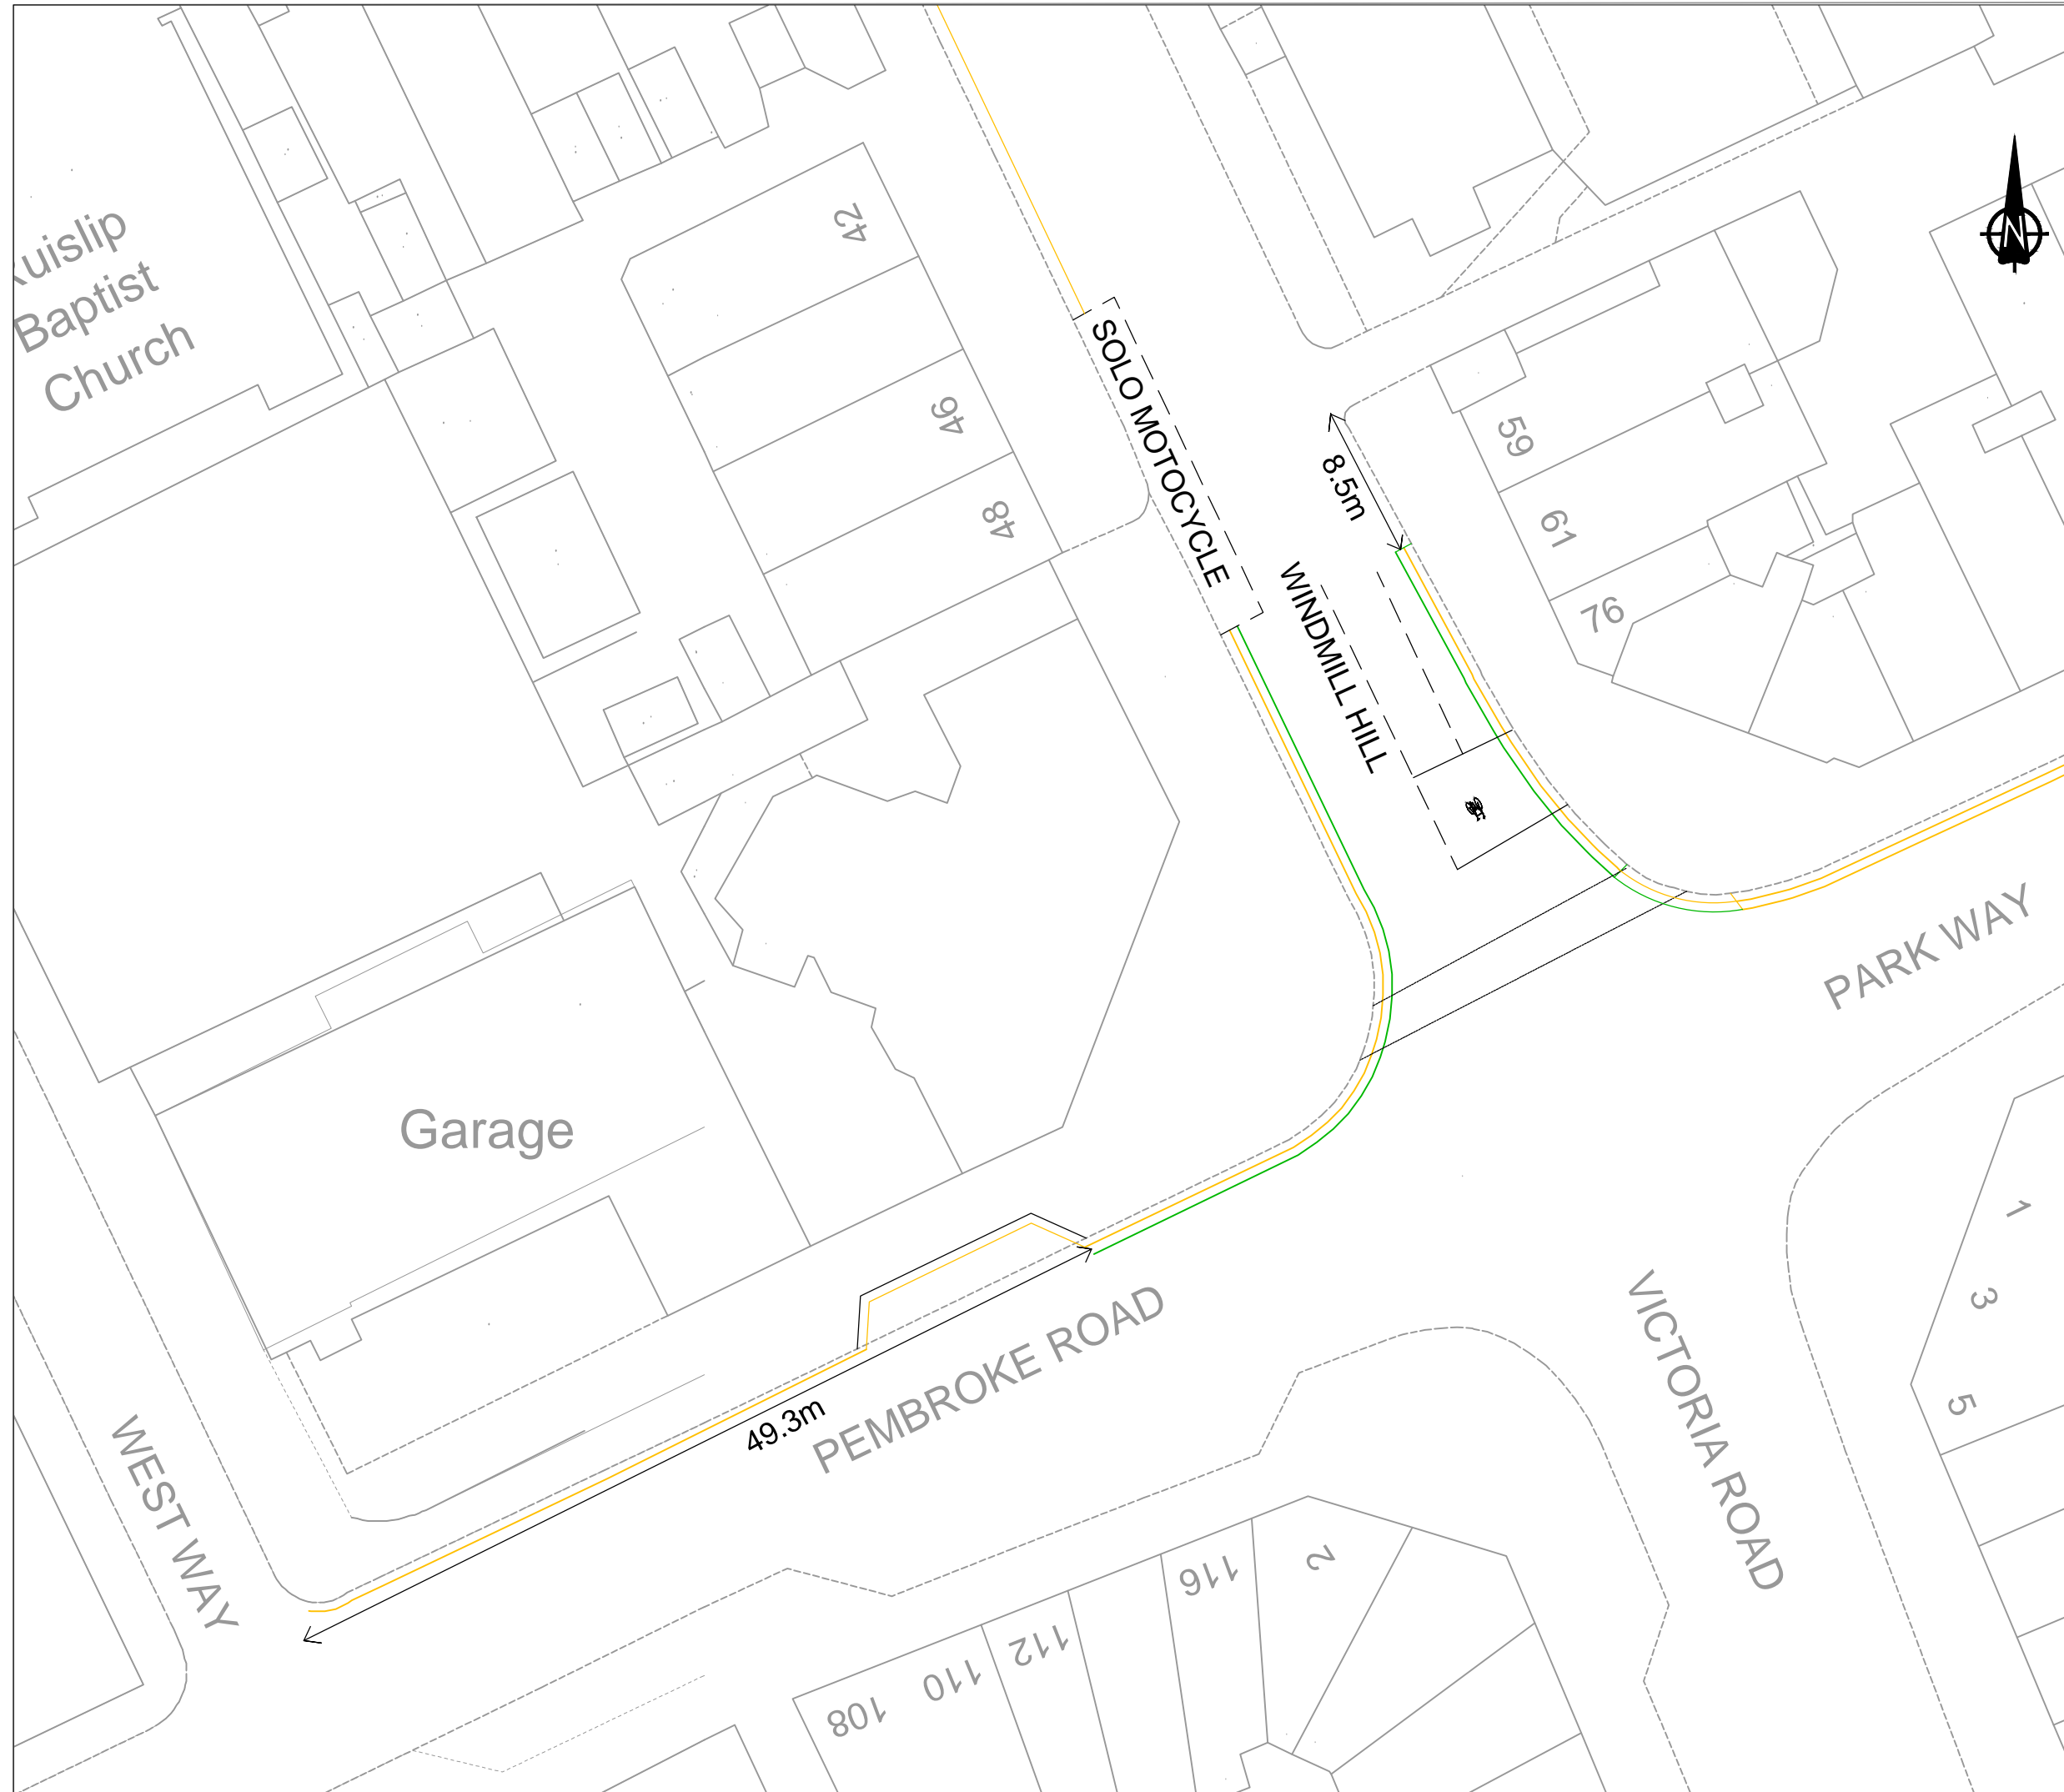 uislip
Baptist
Church
42
46
48
SOLO MOTOCYCLE
8.5m
WINDMILL HILL
59
61
76
N
PARK WAY
Garage
WEST WAY
49.3m
PEMBROKE ROAD
VICTORIA ROAD
1
3
5
2
116
112
110
108